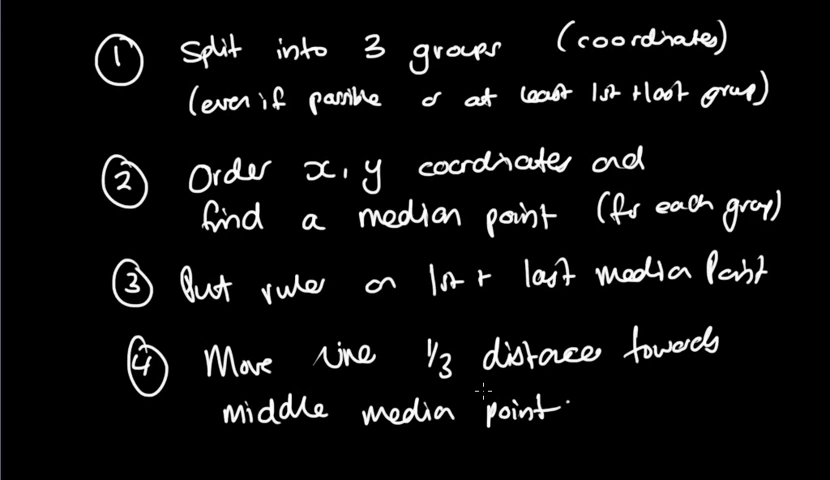 ① Split into 3 groups (coordinates)
(even if possible or at least 1st + last group)
② Order x, y coordinates and
find a median point (for each group)
③ Put ruler on 1st + last median Point
④ Move line 1/3 distance towards
middle median point.